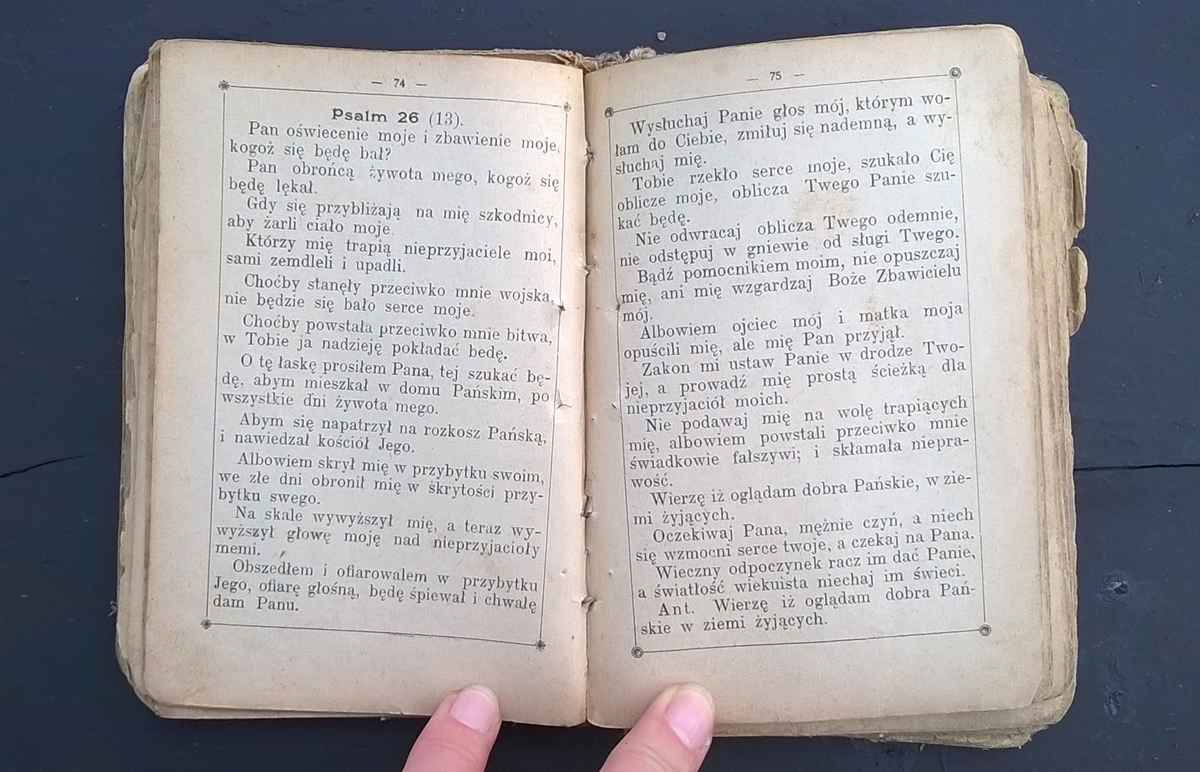 — 74 —
Psalm 26 (13).
Pan oświecenie moje i zbawienie moje,
kogoż się będę bał?
Pan obrońcą żywota mego, kogoż się
będę lękał.
Gdy się przybliżają na mię szkodnicy,
aby żarli ciało moje
Którzy mię trapią nieprzyjaciele moi,
sami zemdleli i upadli.
Choćby stanęły przeciwko mnie wojska,
nie będzie się bało serce moje.
Choćby powstała przeciwko mnie bitwa,
w Tobie ja nadzieję pokładać bedę.
O tę łaskę prosiłem Pana, tej szukać bę-
dę, abym mieszkał w domu Pańskim, po
wszystkie dni żywota mego.
Abym się napatrzył na rozkosz Pańską,
i nawiedzał kościół Jego.
Albowiem skrył mię w przybytku swoim,
we złe dni obronił mię w skrytości przy-
bytku swego.
Na skale wywyższył mię, a teraz wy-
wyższył głowę moję nad nieprzyjacioły
memi.
Obszedłem i ofiarowałem w przybytku
Jego, ofiarę głośną, będę śpiewał i chwałę
dam Panu.
— 75 —
Wysłuchaj Panie głos mój, którym wo-
łam do Ciebie, zmiłuj się nademną, a wy-
słuchaj mię.
Tobie rzekło serce moje, szukało Cię
oblicze moje, oblicza Twego Panie szu-
kać będę.
Nie odwracaj oblicza Twego odemnie,
nie odstępuj w gniewie od sługi Twego.
Bądź pomocnikiem moim, nie opuszczaj
mię, ani mię wzgardzaj Boże Zbawicielu
mój.
Albowiem ojciec mój i matka moja
opuścili mię, ale mię Pan przyjął.
Zakon mi ustaw Panie w drodze Two-
jej, a prowadź mię prostą ścieżką dla
nieprzyjaciół moich.
Nie podawaj mię na wolę trapiących
mię, albowiem powstali przeciwko mnie
świadkowie fałszywi; i skłamała niepra-
wość.
Wierzę iż oglądam dobra Pańskie, w zie-
mi żyjących.
Oczekiwaj Pana, mężnie czyń, a niech
się wzmocni serce twoje, a czekaj na Pana.
Wieczny odpoczynek racz im dać Panie,
a światłość wiekuista niechaj im świeci.
Ant. Wierzę iż oglądam dobra Pań-
skie w ziemi żyjących.